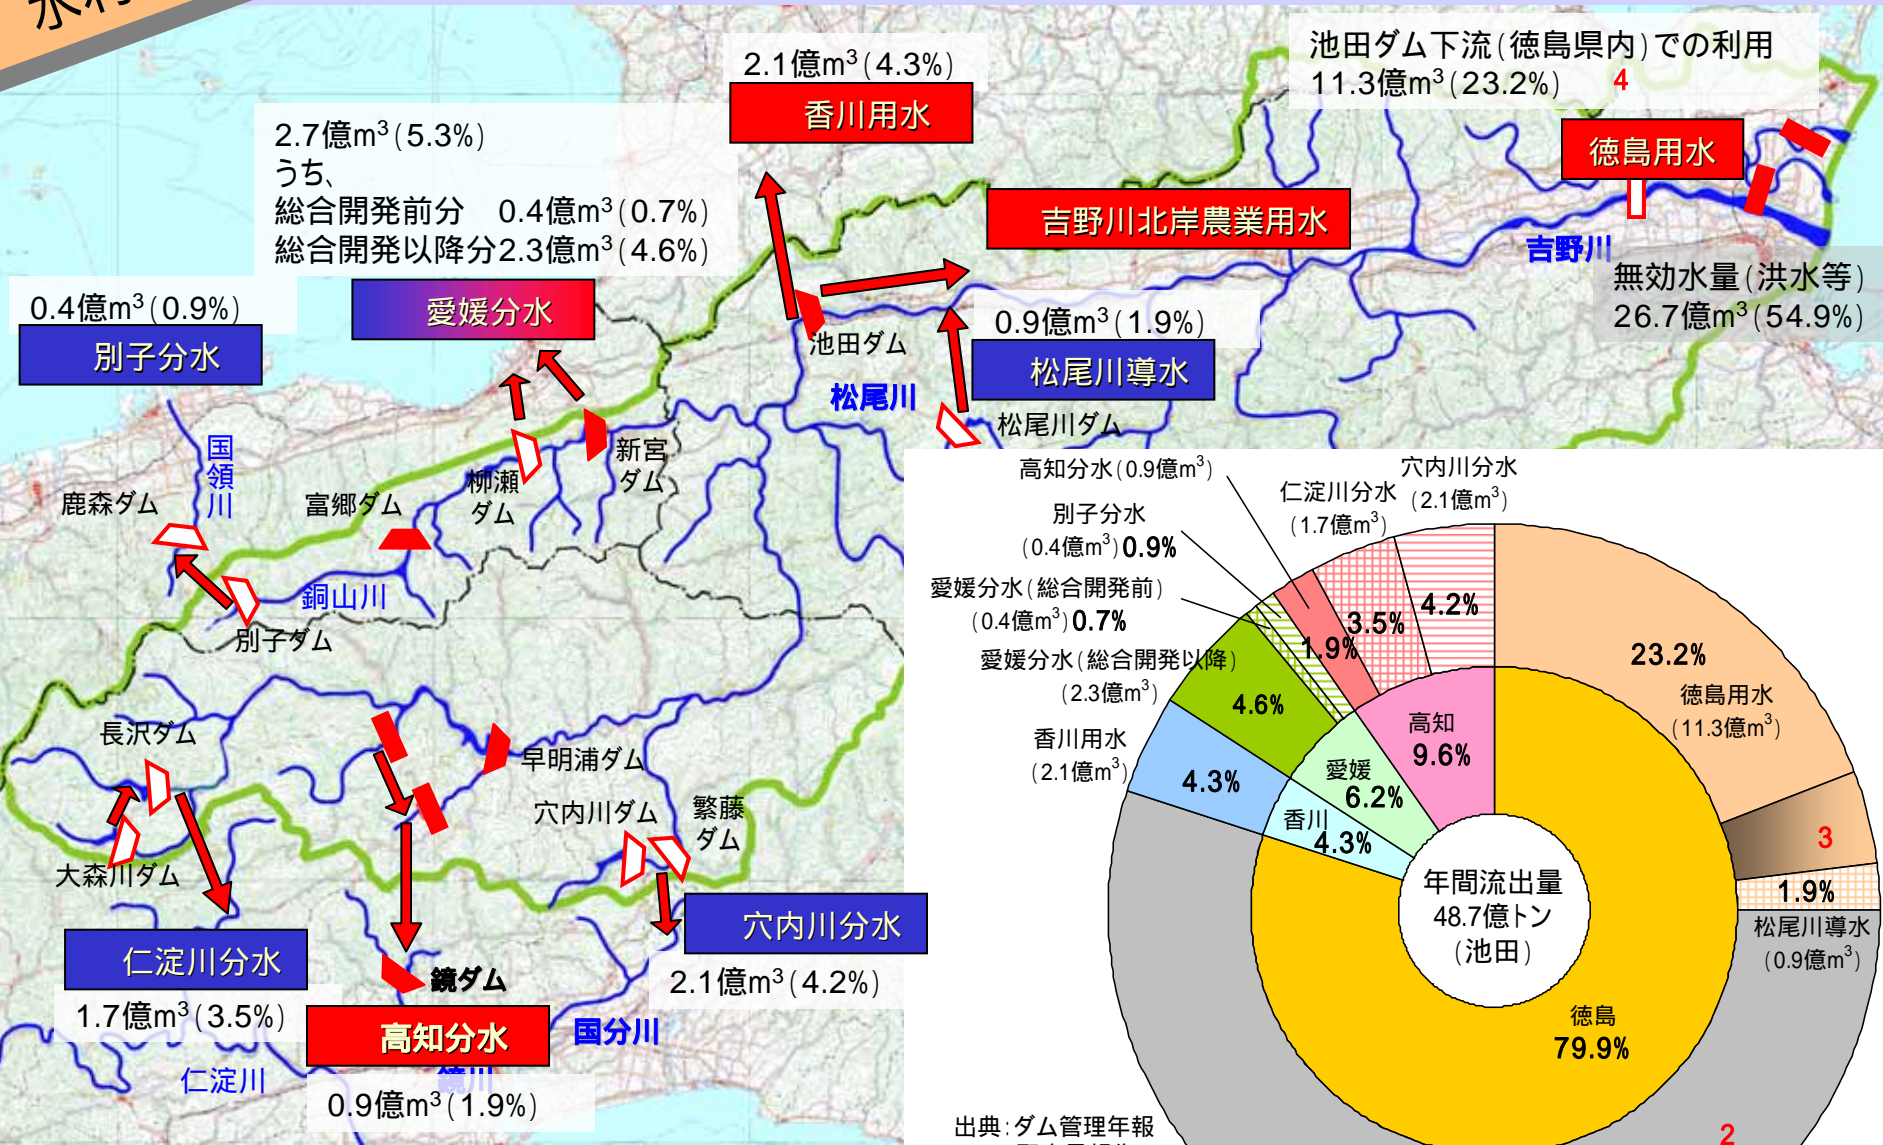 2.1億m³(4.3%)
香川用水
池田ダム下流(徳島県内)での利用
11.3億m³(23.2%) 4
徳島用水
2.7億m³(5.3%)
うち、
総合開発前分 0.4億m³(0.7%)
総合開発以降分2.3億m³(4.6%)
吉野川北岸農業用水
吉野川
無効水量(洪水等)
26.7億m³(54.9%)
0.4億m³(0.9%)
別子分水
愛媛分水
池田ダム
0.9億m³(1.9%)
松尾川導水
松尾川
松尾川ダム
国領川
鹿森ダム
富郷ダム
柳瀬
ダム
新宮
ダム
銅山川
別子ダム
長沢ダム
早明浦ダム
穴内川ダム
繁藤
ダム
大森川ダム
仁淀川分水
1.7億m³(3.5%)
鏡ダム
穴内川分水
2.1億m³(4.2%)
高知分水
国分川
鏡川
仁淀川
0.9億m³(1.9%)
高知分水(0.9億m³)
穴内川分水
(2.1億m³)
仁淀川分水
(1.7億m³)
別子分水
(0.4億m³)0.9%
愛媛分水(総合開発前)
(0.4億m³)0.7%
愛媛分水(総合開発以降)
(2.3億m³)
香川用水
(2.1億m³)
4.3%
4.6%
1.9%
3.5%
4.2%
23.2%
徳島用水
(11.3億m³)
3
1.9%
松尾川導水
(0.9億m³)
高知
9.6%
愛媛
6.2%
香川
4.3%
年間流出量
48.7億トン
(池田)
徳島
79.9%
2
出典:ダム管理年報